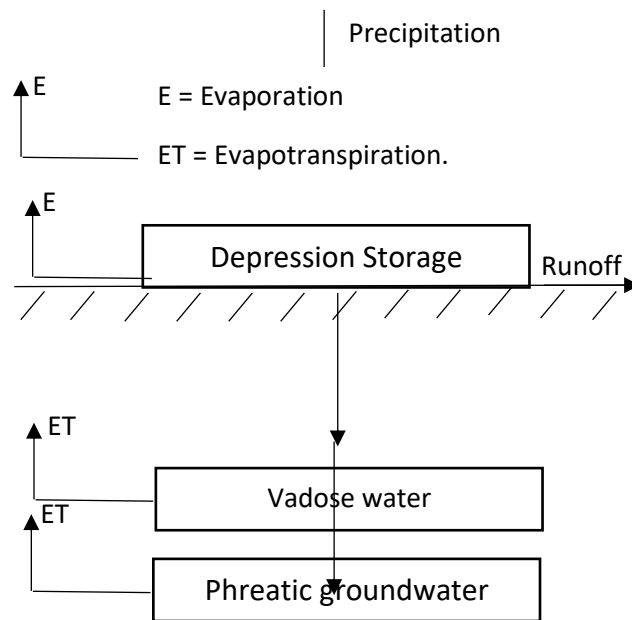 Precipitation
E
E = Evaporation
ET = Evapotranspiration.
E
Depression Storage
Runoff
ET
Vadose water
ET
Phreatic groundwater